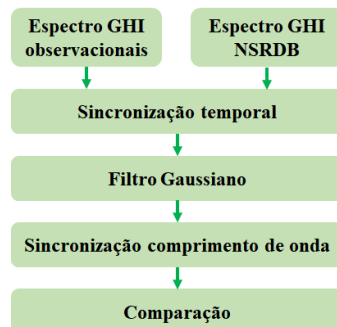 Espectro GHI
observacionais
Espectro GHI
NSRDB
Sincronização temporal
Filtro Gaussiano
Sincronização comprimento de onda
Comparação